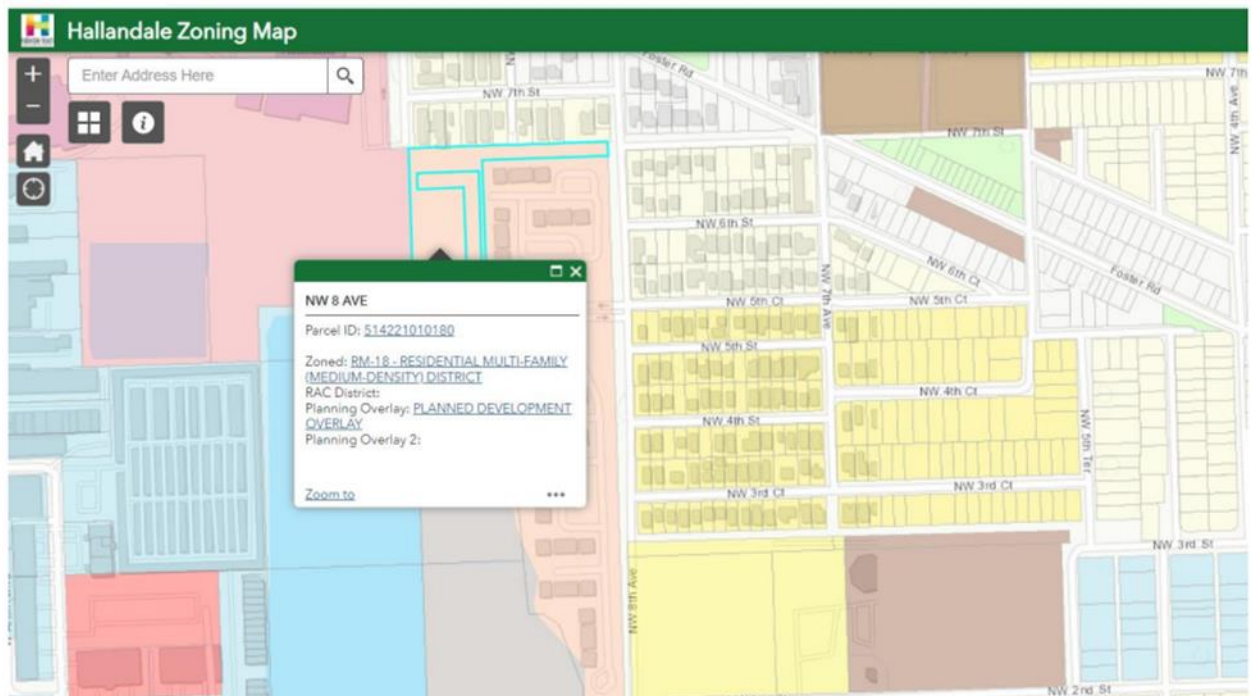 Hallandale Zoning Map
+
Enter Address Here
−
Foster Rd
NW 7th St
NW 7th
NW 7th St
NW 4th Ave
NW 6th St
NW 6th Ct
Foster Rd
NW 7th Ave
NW 5th Ct
NW 5th Ct
NW 5th St
NW 4th Ct
NW 4th St
NW 5th Ter
NW 3rd Ct
NW 3rd Ct
NW 3rd St
NW 8th Ave
NW 2nd St
NW 8 AVE
Parcel ID: 514221010180
Zoned: RM-18 - RESIDENTIAL MULTI-FAMILY
(MEDIUM-DENSITY) DISTRICT
RAC District:
Planning Overlay: PLANNED DEVELOPMENT
OVERLAY
Planning Overlay 2:
Zoom to